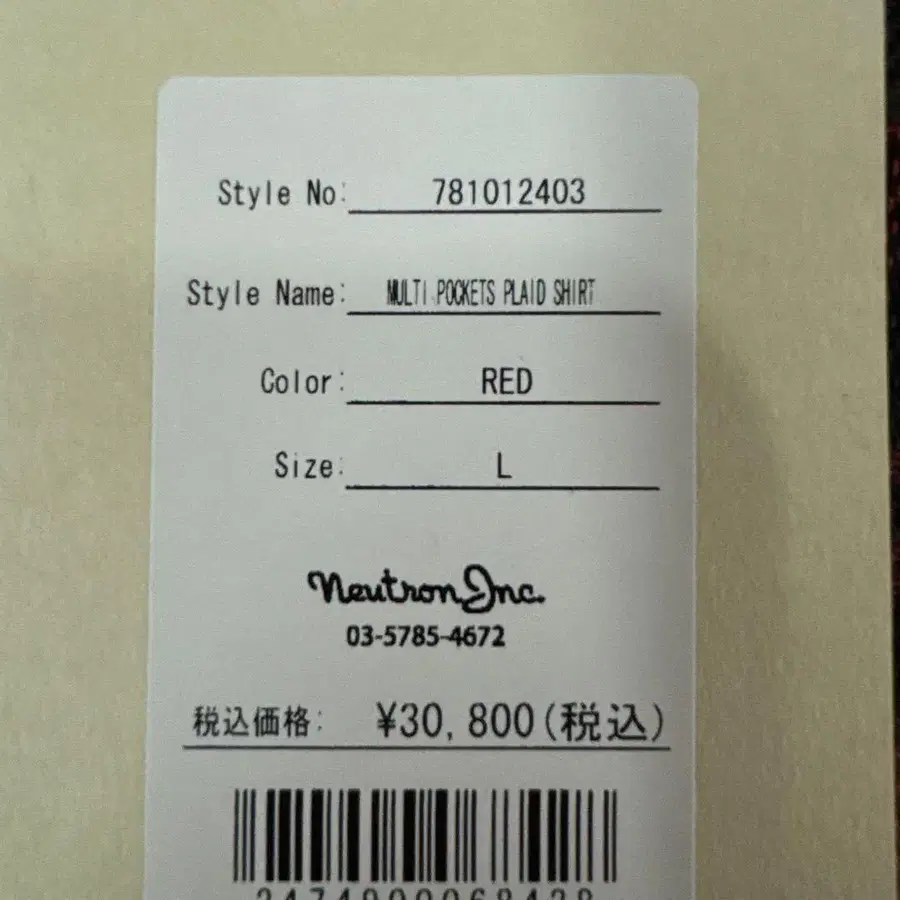 Style No: 781012403
Style Name: MULTI POCKETS PLAID SHIRT
Color: RED
Size: L
Neutron Inc.
03-5785-4672
税込価格: ¥30,800(税込)